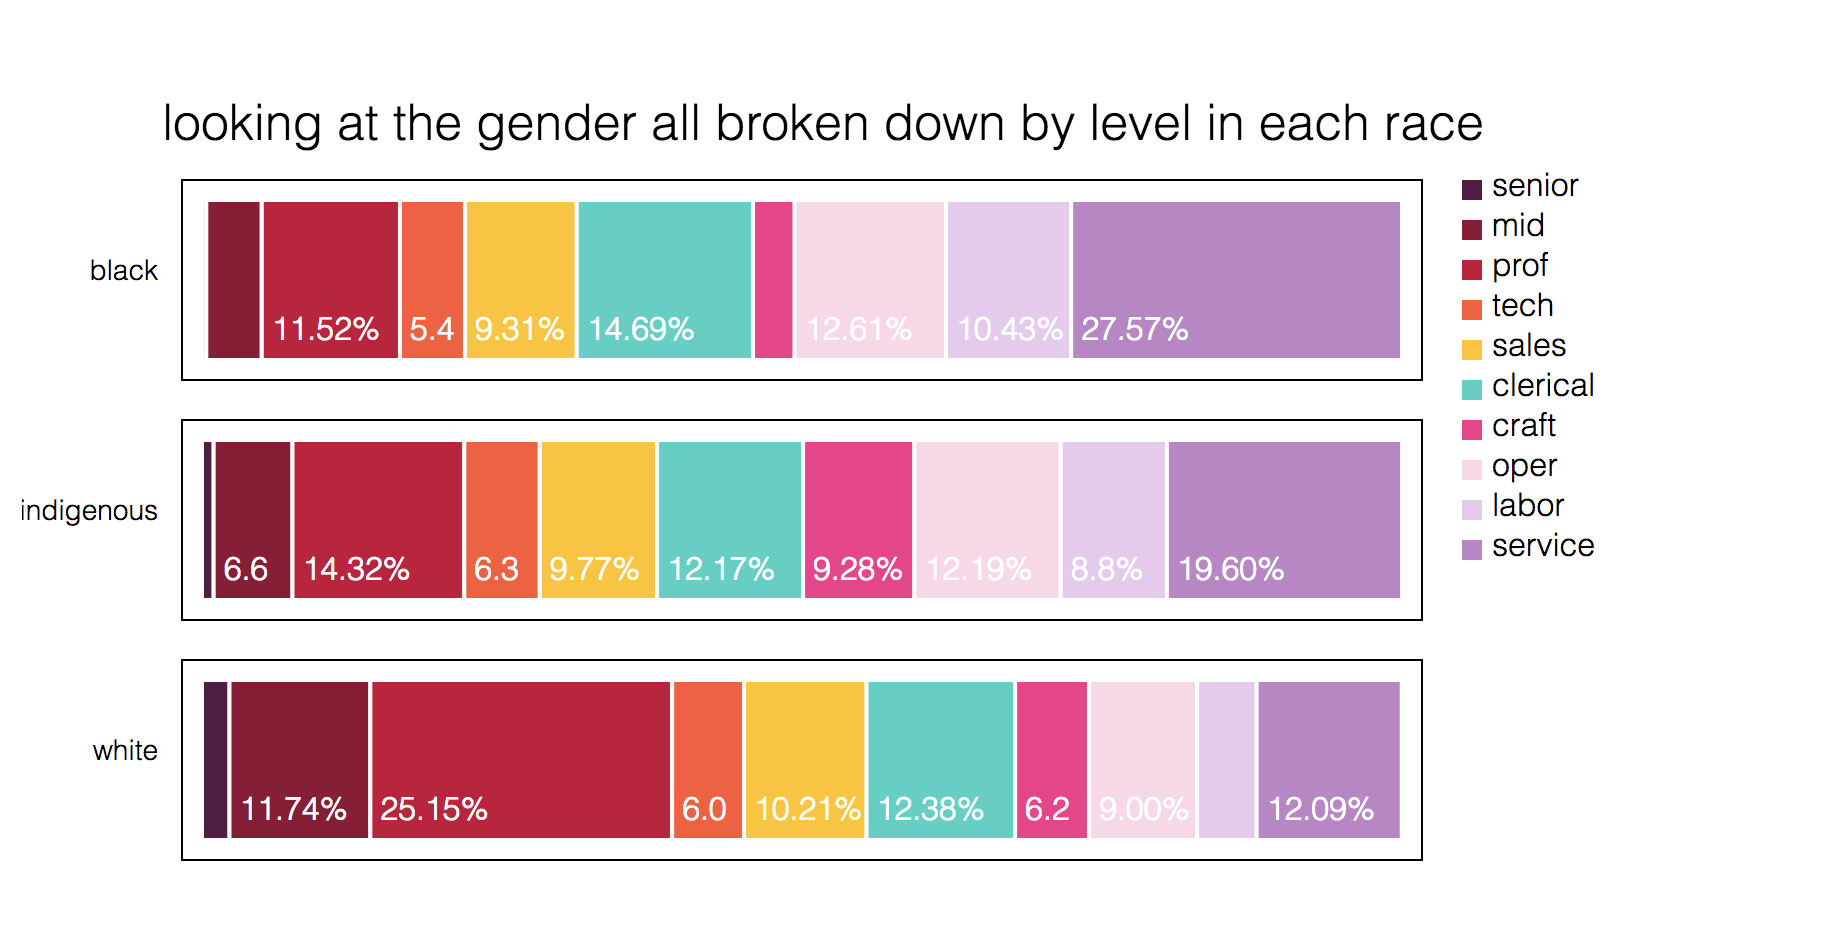 looking at the gender all broken down by level in each race
black
11.52% 5.4 9.31% 14.69% 12.61% 10.43% 27.57%
indigenous
6.6 14.32% 6.3 9.77% 12.17% 9.28% 12.19% 8.8% 19.60%
white
11.74% 25.15% 6.0 10.21% 12.38% 6.2 9.00% 12.09%
senior
mid
prof
tech
sales
clerical
craft
oper
labor
service